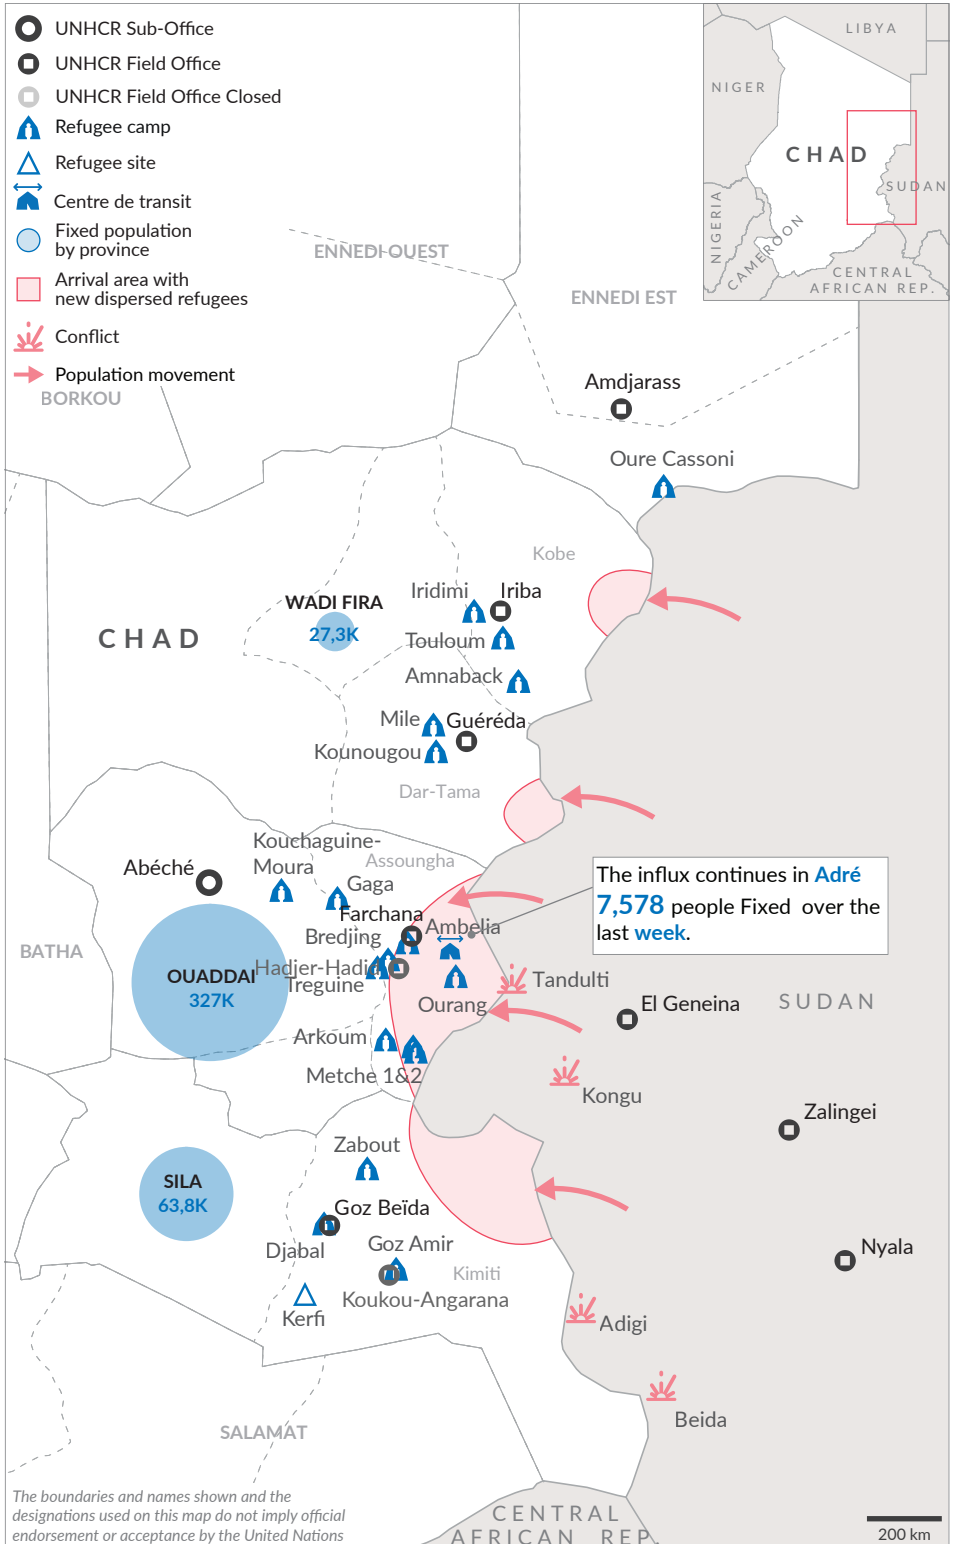 UNHCR Sub-Office
UNHCR Field Office
UNHCR Field Office Closed
Refugee camp
Refugee site
Centre de transit
Fixed population
by province
Arrival area with
new dispersed refugees
Conflict
Population movement
LIBYA
NIGER
CHAD
SUDAN
NIGERIA
CAMEROON
CENTRAL
AFRICAN REP.
ENNEDI OUEST
ENNEDI EST
BORKOU
Amdjarass
Oure Cassoni
Kobe
Iridimi
Iriba
WADI FIRA
27,3K
CHAD
Touloum
Amnaback
Mile
Guéréda
Kounougou
Dar-Tama
Kouchaguine-
Moura
Assoungha
Abéché
Gaga
The influx continues in Adré
7,578 people Fixed over the
last week.
Farchana
Ambelia
Bredjing
BATHA
Hadjer-Hadid
OUADDAI
327K
Treguine
Tandulti
Ourang
El Geneina
SUDAN
Arkoum
Metche 1&2
Kongu
Zalingei
Zabout
SILA
63,8K
Goz Beïda
Djabal
Goz Amir
Nyala
Kimiti
Koukou-Angarana
Kerfi
Adigi
Beida
SALAMAT
The boundaries and names shown and the
designations used on this map do not imply official
endorsement or acceptance by the United Nations
CENTRAL
AFRICAN REP.
200 km